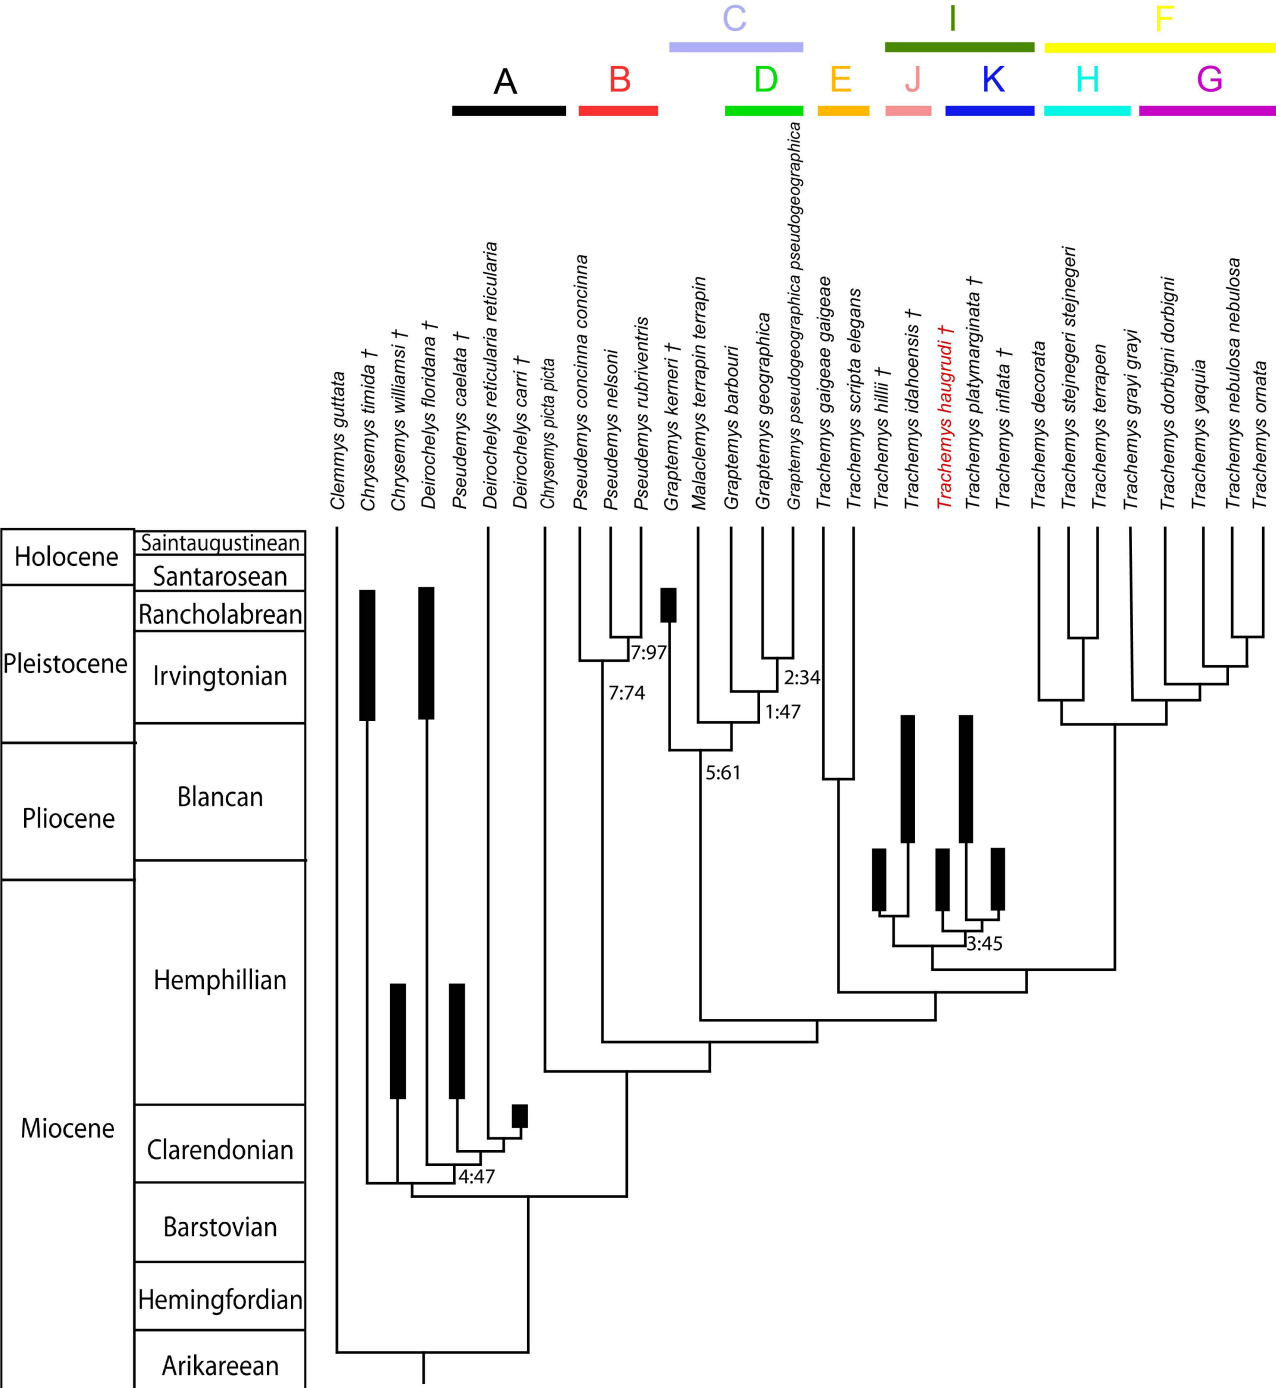 C
I
F
A
B
D
E
J
K
H
G
Clemmys guttata
Chrysemys timida †
Chrysemys williamsi †
Deirochelys floridana †
Pseudemys caelata †
Deirochelys reticularia reticularia
Deirochelys carri †
Chrysemys picta picta
Pseudemys concinna concinna
Pseudemys nelsoni
Pseudemys rubriventris
Graptemys kerneri †
Malaclemys terrapin terrapin
Graptemys barbouri
Graptemys geographica
Graptemys pseudogeographica pseudogeographica
Trachemys gaigeae gaigeae
Trachemys scripta elegans
Trachemys hillii †
Trachemys idahoensis †
Trachemys haugrudi †
Trachemys platymarginata †
Trachemys inflata †
Trachemys decorata
Trachemys stejnegeri stejnegeri
Trachemys terrapen
Trachemys grayi grayi
Trachemys dorbigni dorbigni
Trachemys yaquia
Trachemys nebulosa nebulosa
Trachemys ornata
Holocene
Pleistocene
Pliocene
Miocene
Saintaugustinean
Santarosean
Rancholabrean
Irvingtonian
Blancan
Hemphillian
Clarendonian
Barstovian
Hemingfordian
Arikareean
7:97
7:74
2:34
1:47
5:61
3:45
4:47